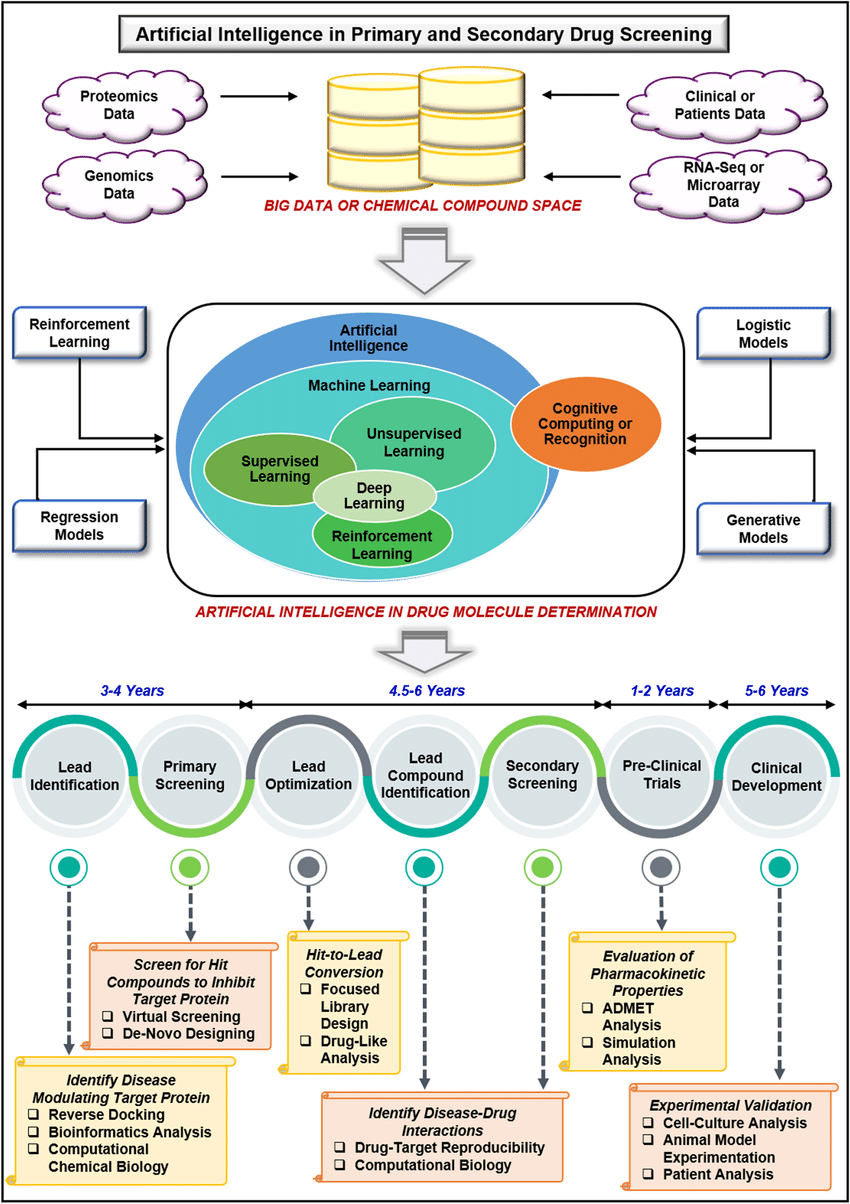 Artificial Intelligence in Primary and Secondary Drug Screening
Proteomics
Data
Genomics
Data
Clinical or
Patients Data
RNA-Seq or
Microarray
Data
BIG DATA OR CHEMICAL COMPOUND SPACE
Reinforcement
Learning
Regression
Models
Artificial
Intelligence
Machine Learning
Unsupervised
Learning
Supervised
Learning
Deep
Learning
Reinforcement
Learning
Cognitive
Computing or
Recognition
Logistic
Models
Generative
Models
ARTIFICIAL INTELLIGENCE IN DRUG MOLECULE DETERMINATION
3-4 Years
4.5-6 Years
1-2 Years
5-6 Years
Lead
Identification
Primary
Screening
Lead
Optimization
Lead
Compound
Identification
Secondary
Screening
Pre-Clinical
Trials
Clinical
Development
Screen for Hit
Compounds to Inhibit
Target Protein
❑ Virtual Screening
❑ De-Novo Designing
Hit-to-Lead
Conversion
❑ Focused
Library
Design
❑ Drug-Like
Analysis
Evaluation of
Pharmacokinetic
Properties
❑ ADMET
Analysis
❑ Simulation
Analysis
Identify Disease
Modulating Target Protein
❑ Reverse Docking
❑ Bioinformatics Analysis
❑ Computational
Chemical Biology
Identify Disease-Drug
Interactions
❑ Drug-Target Reproducibility
❑ Computational Biology
Experimental Validation
❑ Cell-Culture Analysis
❑ Animal Model
Experimentation
❑ Patient Analysis